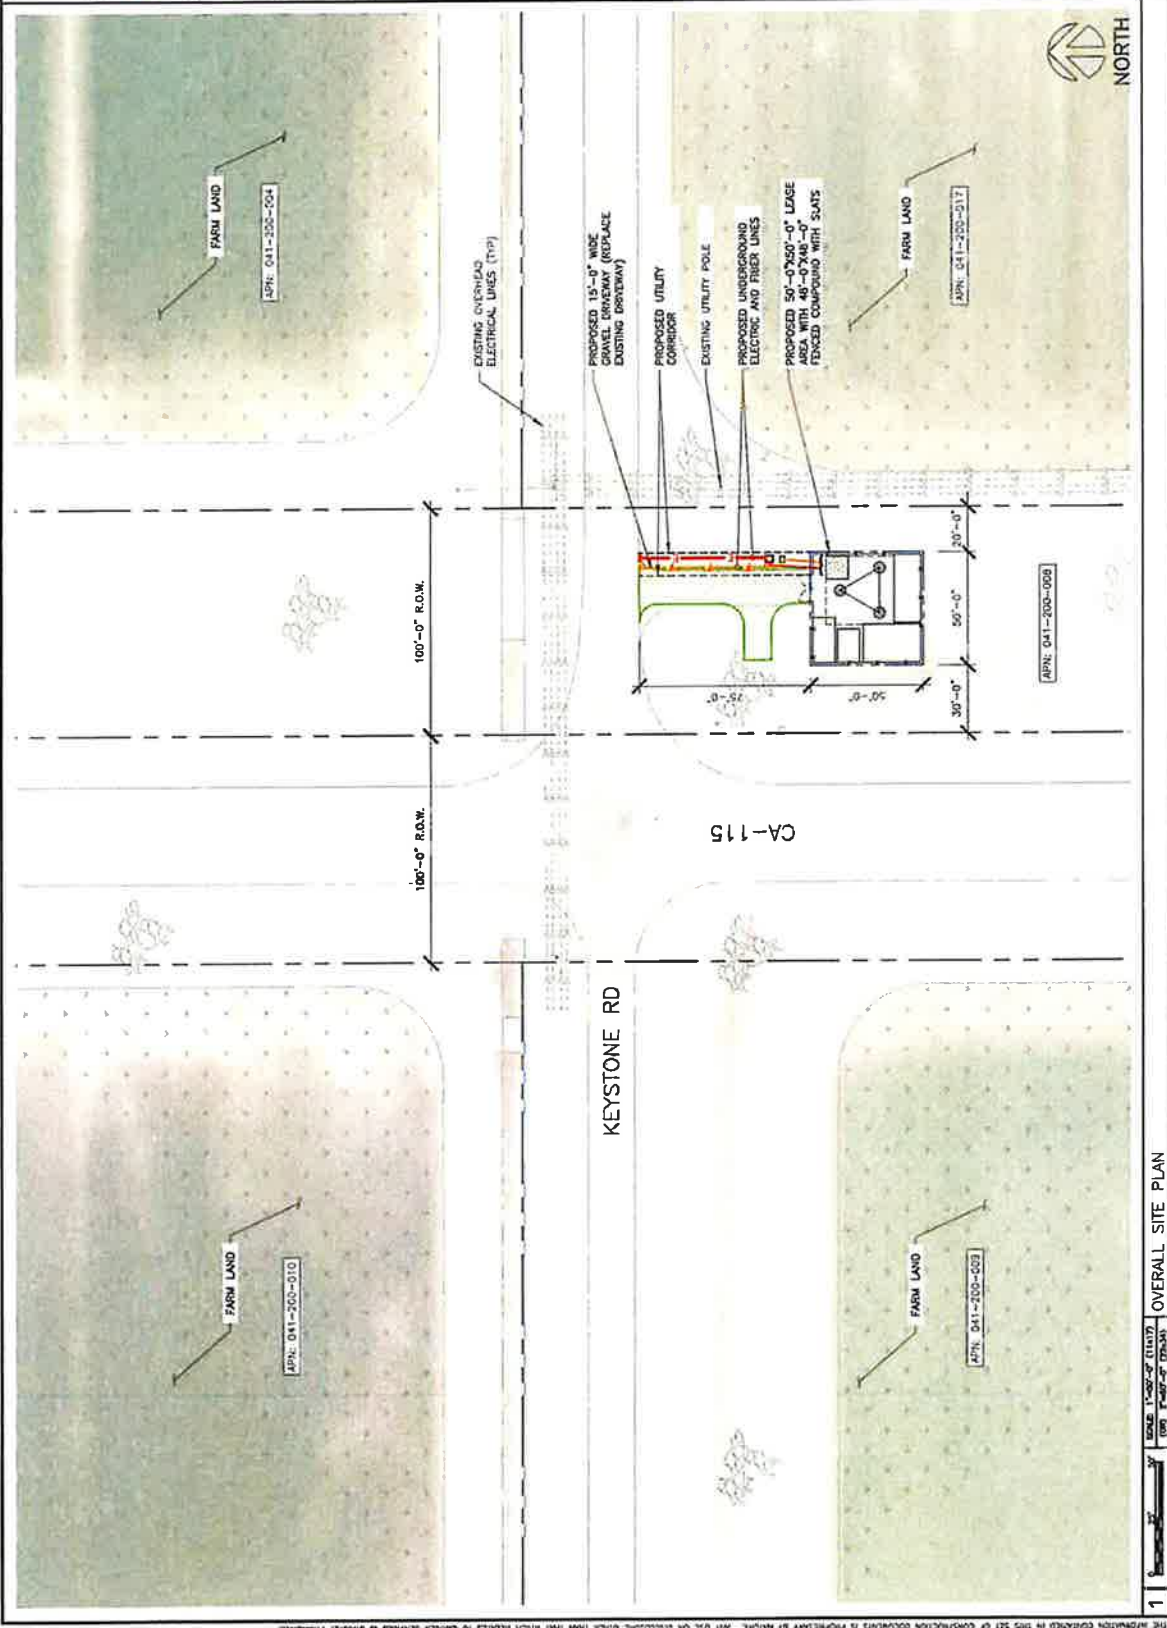 FARM LAND
APN: 041-200-004
EXISTING OVERHEAD
ELECTRICAL LINES (TYP)
PROPOSED 15'-0" WIDE
GRAVEL DRIVEWAY (REPLACE
EXISTING DRIVEWAY)
PROPOSED UTILITY
CORRIDOR
EXISTING UTILITY POLE
PROPOSED UNDERGROUND
ELECTRIC AND FIBER LINES
PROPOSED 50'-0"X50'-0" LEASE
AREA WITH 48'-0"X48'-0"
FENCED COMPOUND WITH SLATS
FARM LAND
APN: 041-200-017
NORTH
100'-0" R.O.W.
100'-0" R.O.W.
75'-0"
50'-0"
20'-0"
50'-0"
30'-0"
APN: 041-200-008
CA-115
KEYSTONE RD
FARM LAND
APN: 041-200-010
FARM LAND
APN: 041-200-009
1
OVERALL SITE PLAN